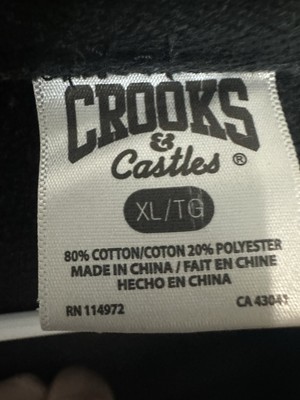 CROOKS
&
Castles ®
XL/TG
80% COTTON/COTON 20% POLYESTER
MADE IN CHINA / FAIT EN CHINE
HECHO EN CHINA
RN 114972 CA 43041